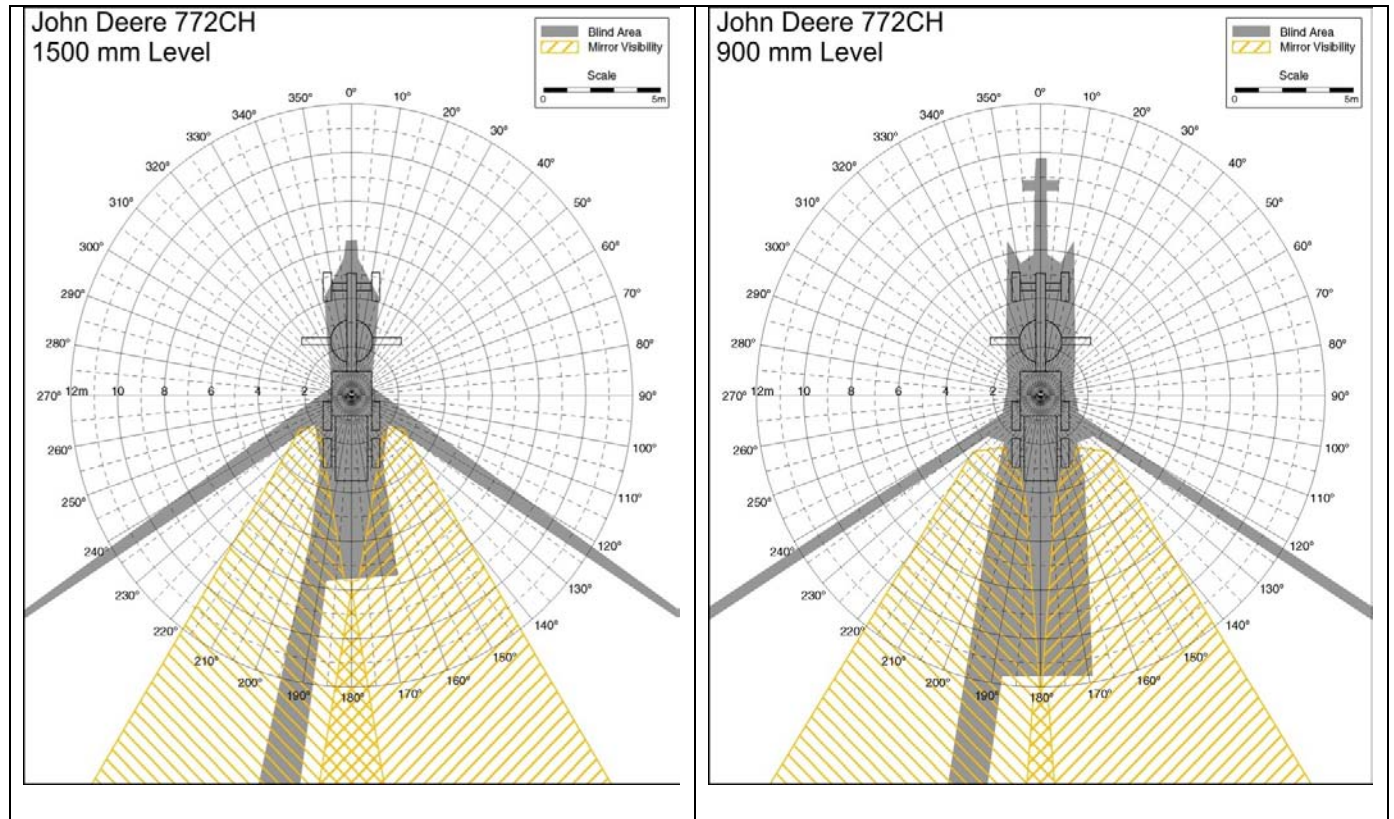 John Deere 772CH
1500 mm Level
Blind Area
Mirror Visibility
Scale
0 5m
0°
350° 10°
340° 20°
330° 30°
320° 40°
310° 50°
300° 60°
290° 70°
280° 80°
270° 12m 10 8 6 4 2 90°
260° 100°
250° 110°
240° 120°
230° 130°
220° 140°
210° 150°
200° 160°
190° 170°
180°
John Deere 772CH
900 mm Level
Blind Area
Mirror Visibility
Scale
0 5m
0°
350° 10°
340° 20°
330° 30°
320° 40°
310° 50°
300° 60°
290° 70°
280° 80°
270° 12m 10 8 6 4 2 90°
260° 100°
250° 110°
240° 120°
230° 130°
220° 140°
210° 150°
200° 160°
190° 170°
180°